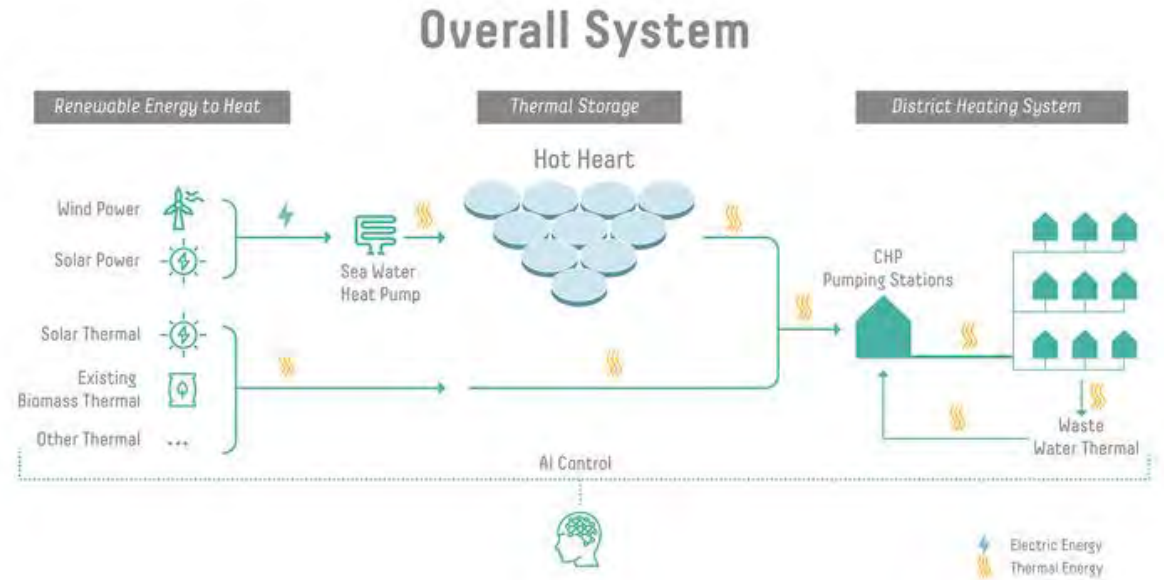 Overall System
Renewable Energy to Heat
Thermal Storage
District Heating System
Hot Heart
Wind Power
Solar Power
Sea Water
Heat Pump
CHP
Pumping Stations
Solar Thermal
Existing
Biomass Thermal
Other Thermal
...
Waste
Water Thermal
AI Control
Electric Energy
Thermal Energy